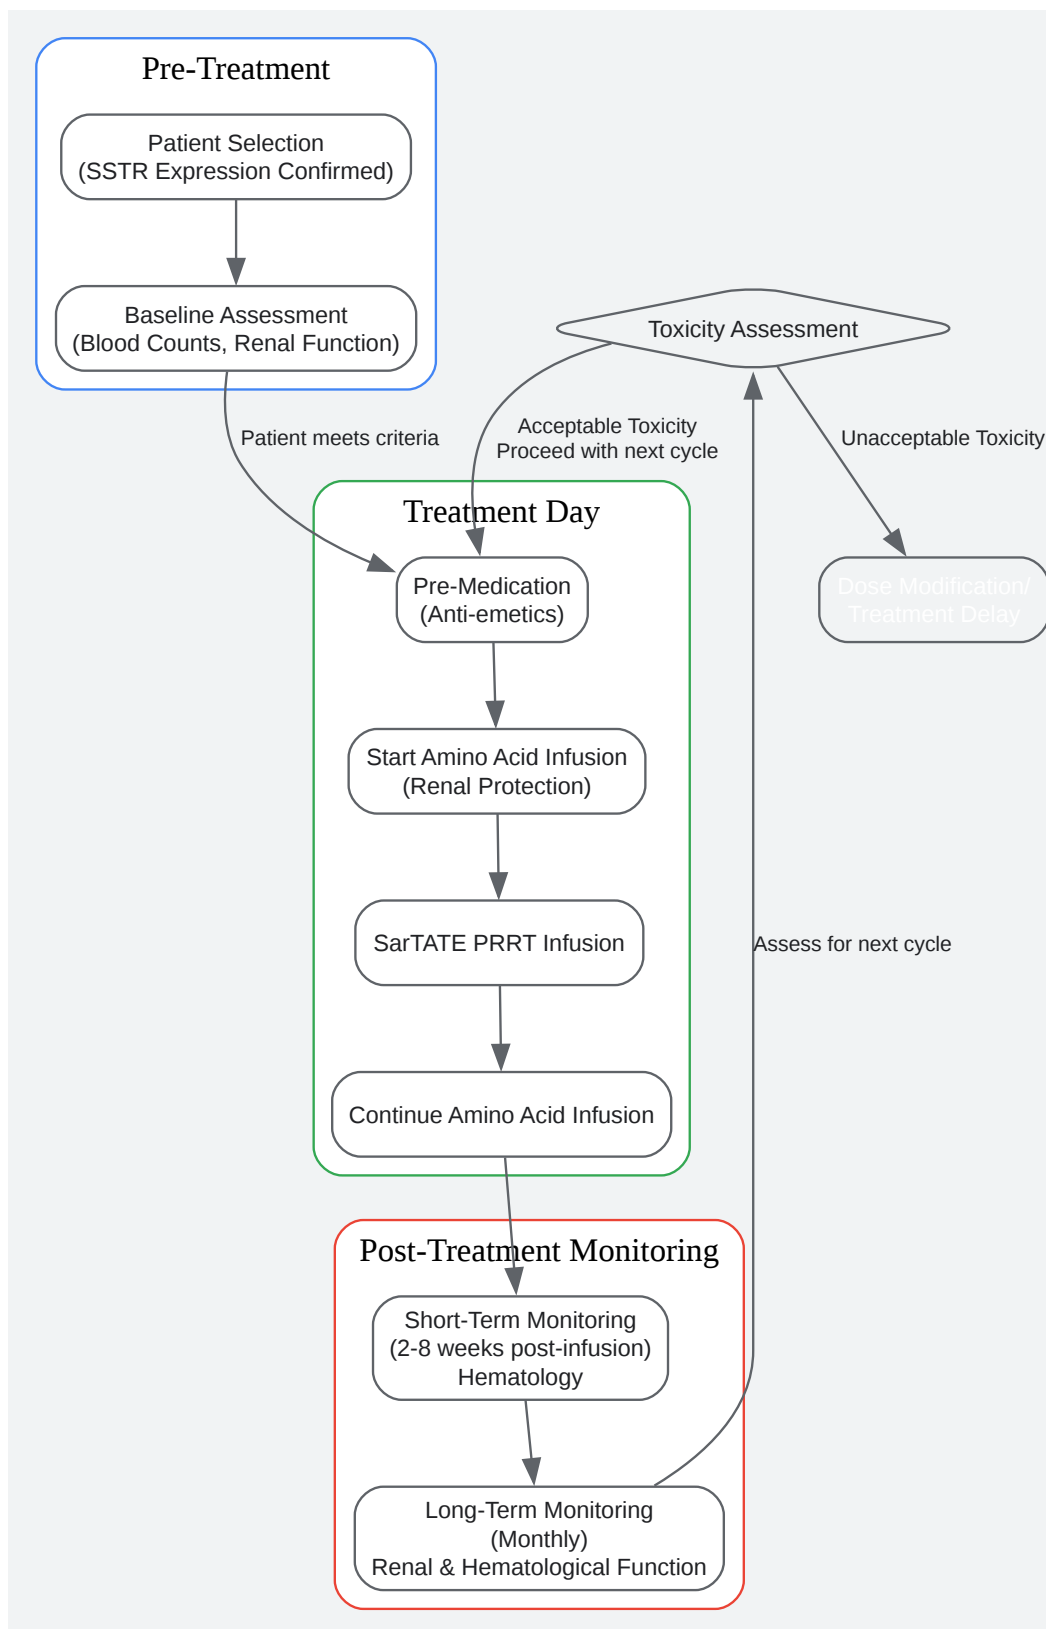 Pre-Treatment
Patient Selection
(SSTR Expression Confirmed)
Baseline Assessment
(Blood Counts, Renal Function)
Toxicity Assessment
Patient meets criteria
Acceptable Toxicity
Proceed with next cycle
Unacceptable Toxicity
Treatment Day
Pre-Medication
(Anti-emetics)
Dose Modification/
Treatment Delay
Start Amino Acid Infusion
(Renal Protection)
SarTATE PRRT Infusion
Assess for next cycle
Continue Amino Acid Infusion
Post-Treatment Monitoring
Short-Term Monitoring
(2-8 weeks post-infusion)
Hematology
Long-Term Monitoring
(Monthly)
Renal & Hematological Function